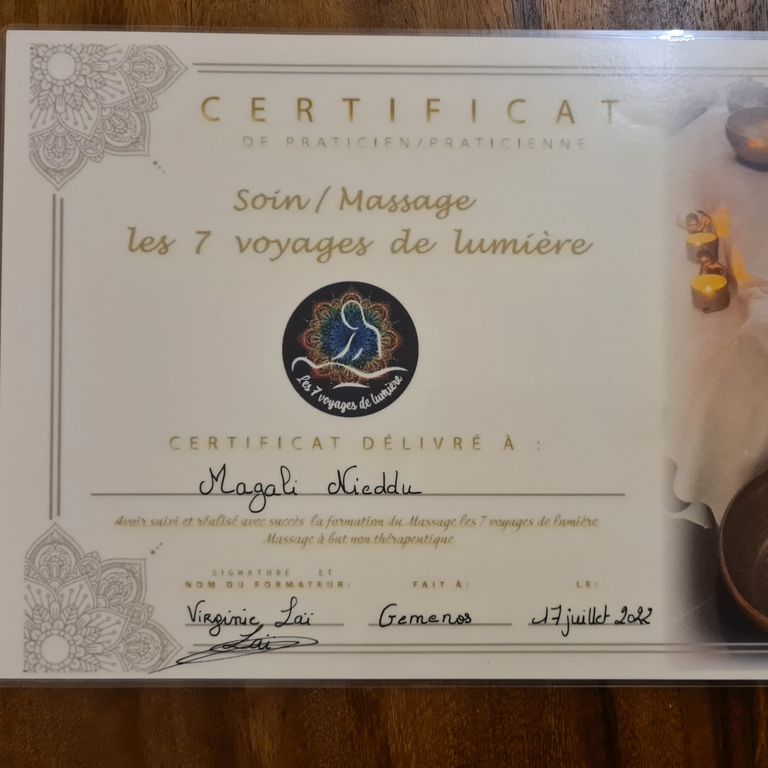 CERTIFICAT
DE PRATICIEN/PRATICIENNE
Soin / Massage
les 7 voyages de lumière
Les 7 voyages de lumière
CERTIFICAT DÉLIVRÉ À :
Magali Nieddu
Avoir suivi et réalisé avec succès la formation du Massage les 7 voyages de lumière
Massage à but non thérapeutique
SIGNATURE ET
NOM DU FORMATEUR: FAIT À: LE:
Virginie Laï Gemenos 17 juillet 2022
Laï